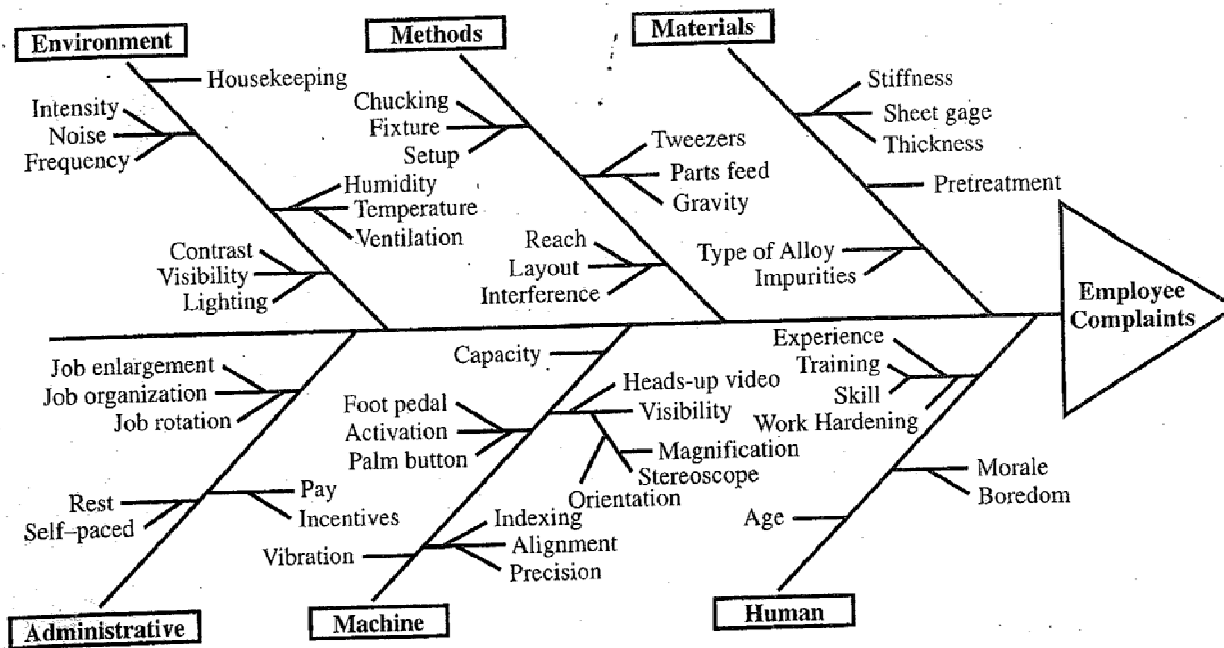 Environment
Methods
Materials
Housekeeping
Intensity
Noise
Frequency
Humidity
Temperature
Ventilation
Contrast
Visibility
Lighting
Chucking
Fixture
Setup
Tweezers
Parts feed
Gravity
Reach
Layout
Interference
Stiffness
Sheet gage
Thickness
Pretreatment
Type of Alloy
Impurities
Employee
Complaints
Job enlargement
Job organization
Job rotation
Rest
Self-paced
Pay
Incentives
Capacity
Foot pedal
Activation
Palm button
Heads-up video
Visibility
Magnification
Stereoscope
Orientation
Vibration
Indexing
Alignment
Precision
Experience
Training
Skill
Work Hardening
Morale
Boredom
Age
Administrative
Machine
Human